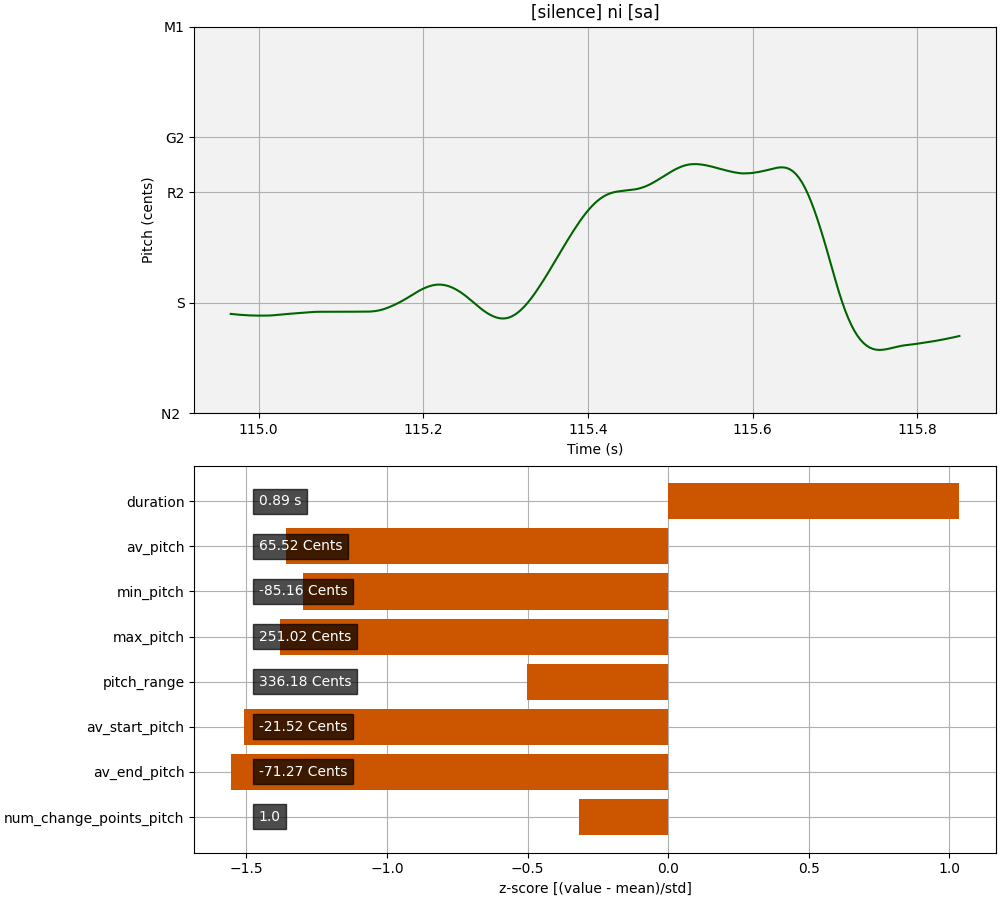 [silence] ni [sa]
M1
G2
R2
S
N2
Pitch (cents)
115.0 115.2 115.4 115.6 115.8
Time (s)
duration 0.89 s
av_pitch 65.52 Cents
min_pitch -85.16 Cents
max_pitch 251.02 Cents
pitch_range 336.18 Cents
av_start_pitch -21.52 Cents
av_end_pitch -71.27 Cents
num_change_points_pitch 1.0
−1.5 −1.0 −0.5 0.0 0.5 1.0
z-score [(value - mean)/std]